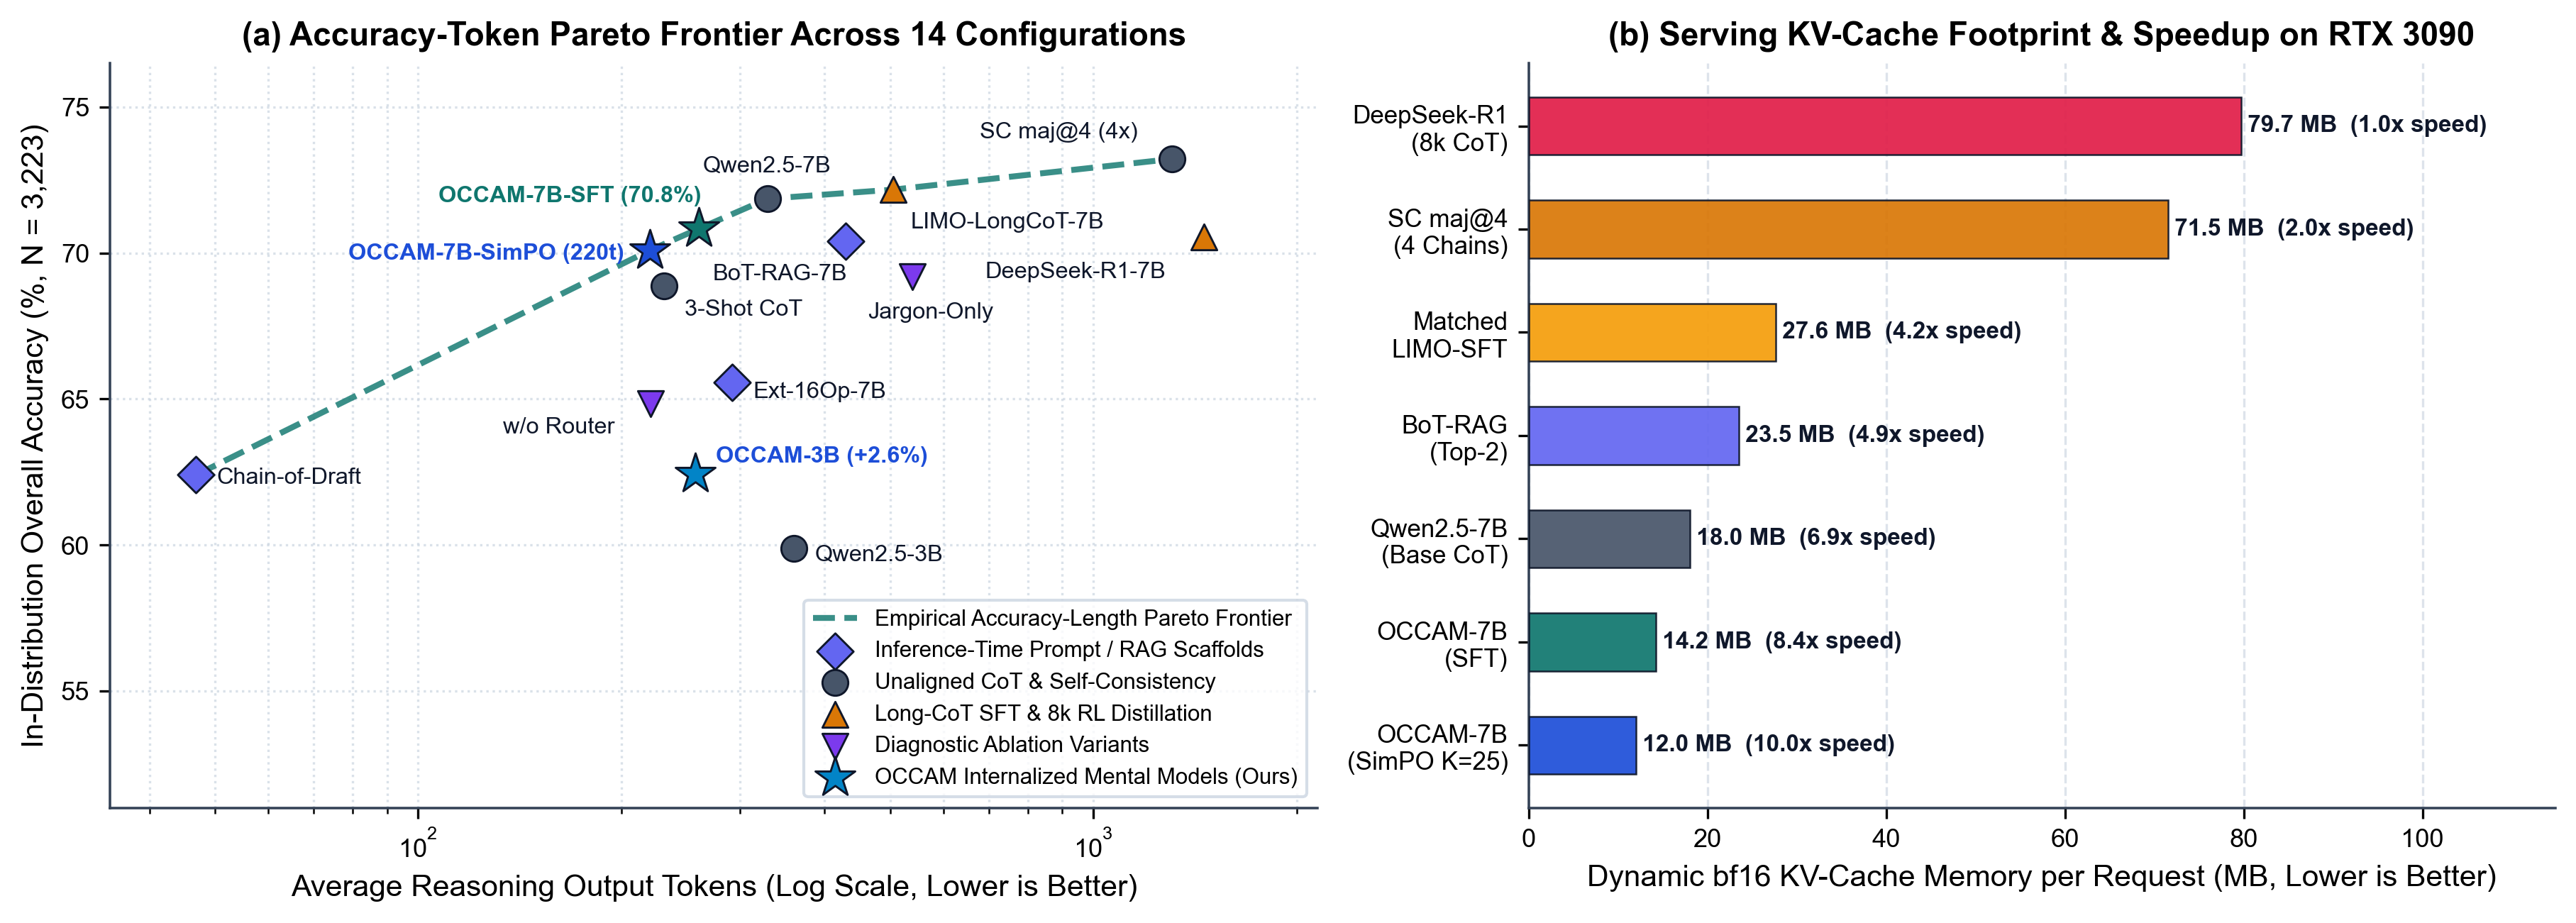 (a) Accuracy-Token Pareto Frontier Across 14 Configurations
In-Distribution Overall Accuracy (%, N = 3,223)
75
70
65
60
55
SC maj@4 (4x)
Qwen2.5-7B
OCCAM-7B-SFT (70.8%)
LIMO-LongCoT-7B
OCCAM-7B-SimPO (220t)
BoT-RAG-7B
DeepSeek-R1-7B
3-Shot CoT
Jargon-Only
Ext-16Op-7B
w/o Router
OCCAM-3B (+2.6%)
Chain-of-Draft
Qwen2.5-3B
Empirical Accuracy-Length Pareto Frontier
Inference-Time Prompt / RAG Scaffolds
Unaligned CoT & Self-Consistency
Long-CoT SFT & 8k RL Distillation
Diagnostic Ablation Variants
OCCAM Internalized Mental Models (Ours)
10²
10³
Average Reasoning Output Tokens (Log Scale, Lower is Better)
(b) Serving KV-Cache Footprint & Speedup on RTX 3090
DeepSeek-R1
(8k CoT)
79.7 MB (1.0x speed)
SC maj@4
(4 Chains)
71.5 MB (2.0x speed)
Matched
LIMO-SFT
27.6 MB (4.2x speed)
BoT-RAG
(Top-2)
23.5 MB (4.9x speed)
Qwen2.5-7B
(Base CoT)
18.0 MB (6.9x speed)
OCCAM-7B
(SFT)
14.2 MB (8.4x speed)
OCCAM-7B
(SimPO K=25)
12.0 MB (10.0x speed)
0
20
40
60
80
100
Dynamic bf16 KV-Cache Memory per Request (MB, Lower is Better)